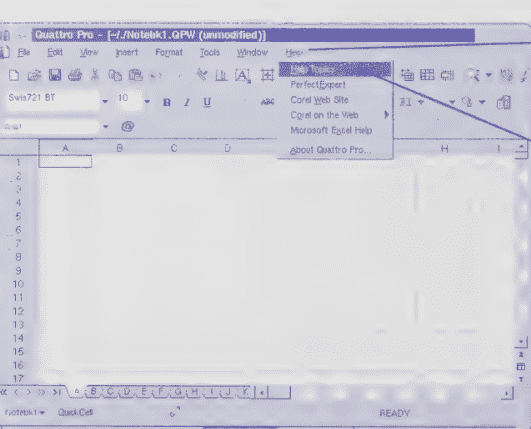 Quattro Pro - [~/./Notebk1.QPW (unmodified)]
File Edit View Insert Format Tools Window Help
Help Topics
PerfectExpert
Corel Web Site
Corel on the Web
Microsoft Excel Help
About Quattro Pro...
Swis721 BT 10 B I U ABC
A B C D H I
1
2
3
4
5
6
7
8
9
10
11
12
13
14
15
16
17
A B C D E F G H I J K
Notebk1 QuickCell READY